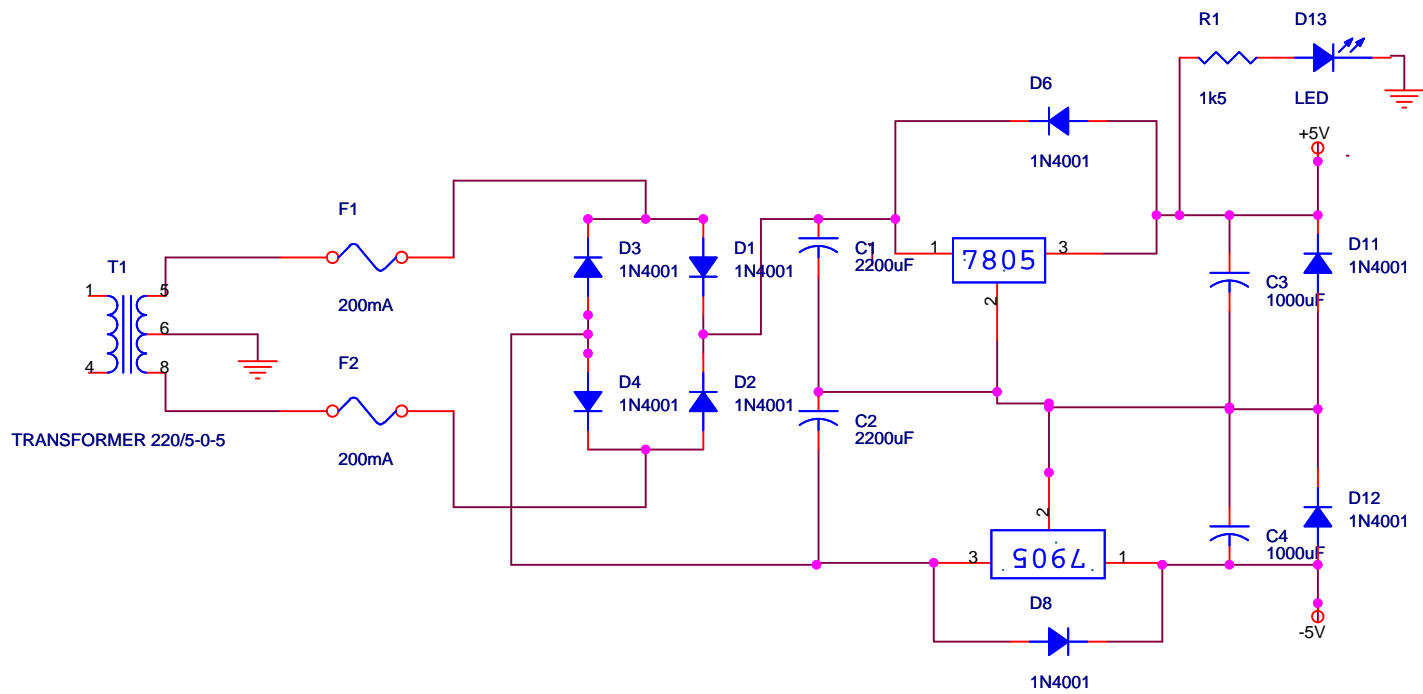 R1
D13
1k5
LED
D6
1N4001
+5V
F1
200mA
T1
1
5
6
4
8
TRANSFORMER 220/5-0-5
F2
200mA
D3
1N4001
D1
1N4001
D4
1N4001
D2
1N4001
C1
2200uF
C2
2200uF
1
7805
3
2
C3
1000uF
D11
1N4001
2
3
7905
1
D8
1N4001
C4
1000uF
D12
1N4001
-5V